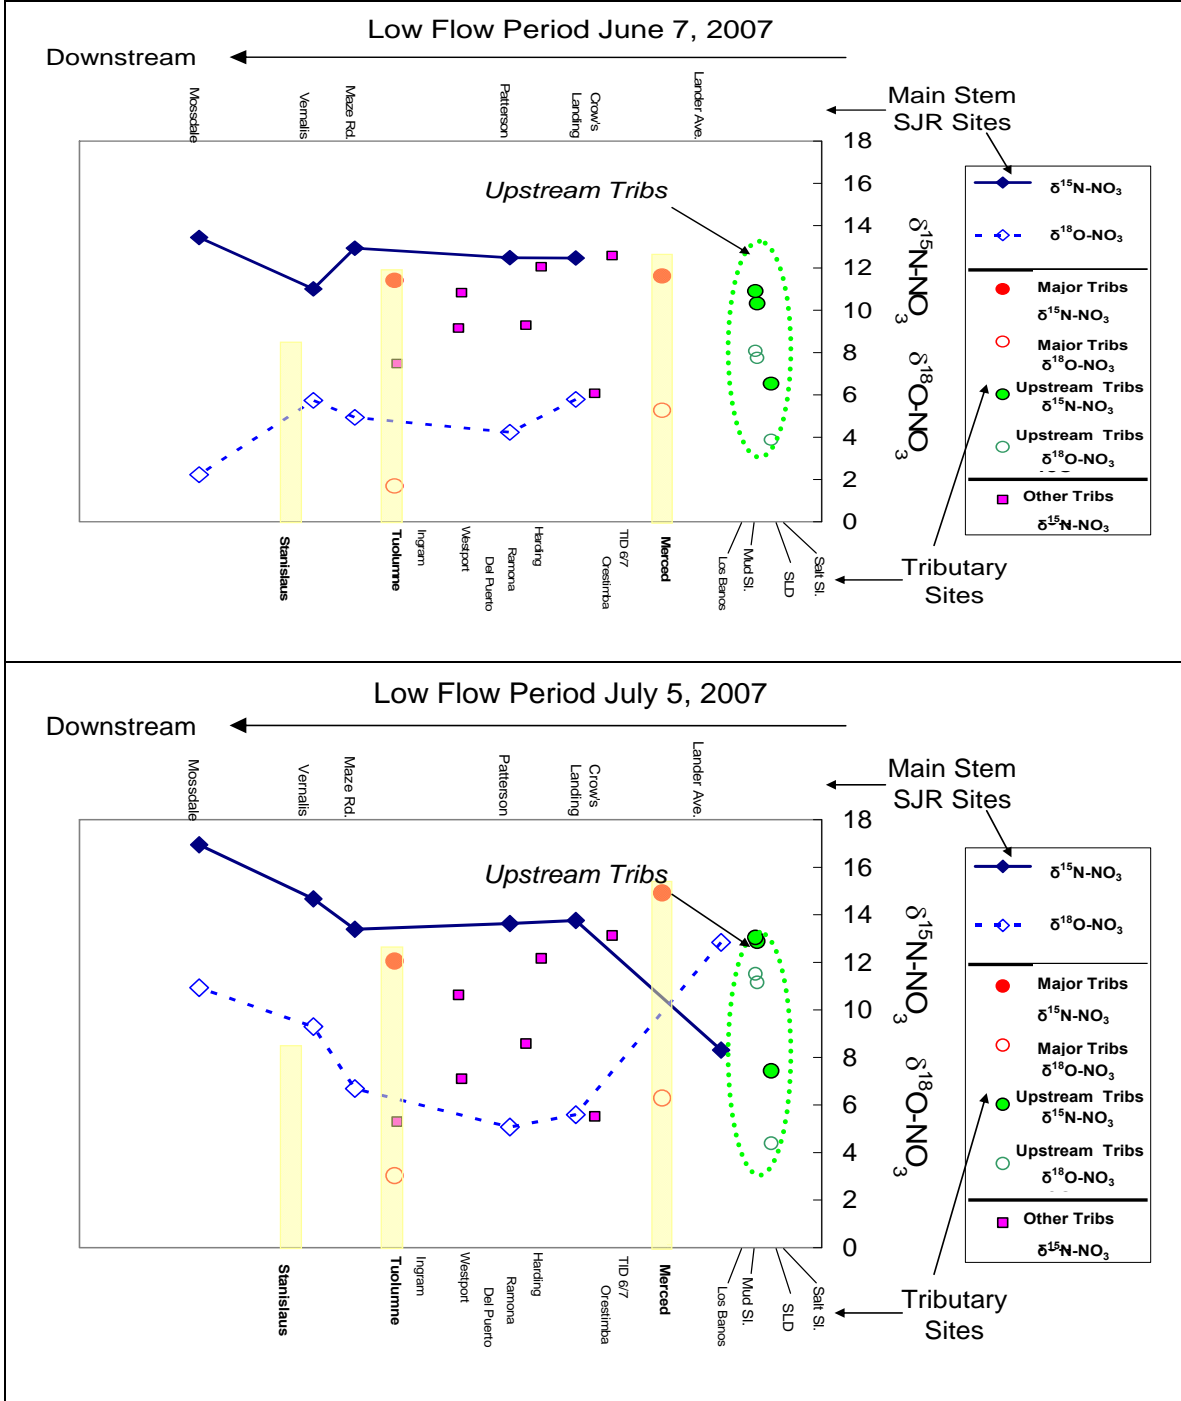 Low Flow Period June 7, 2007
Downstream
Mossdale
Vernalis
Maze Rd.
Patterson
Crow's
Landing
Lander Ave.
Main Stem
SJR Sites
Upstream Tribs
18
16
14
12
10
8
6
4
2
0
δ15N-NO3
δ18O-NO3
δ15N-NO3
δ18O-NO3
Major Tribs
δ15N-NO3
Major Tribs
δ18O-NO3
Upstream Tribs
δ15N-NO3
Upstream Tribs
δ18O-NO3
Other Tribs
δ15N-NO3
Stanislaus
Tuolumne
Ingram
Westport
Del Puerto
Ramona
Harding
Orestimba
TID 6/7
Merced
Los Banos
Mud Sl.
SLD
Salt Sl.
Tributary
Sites
Low Flow Period July 5, 2007
Downstream
Mossdale
Vernalis
Maze Rd.
Patterson
Crow's
Landing
Lander Ave.
Main Stem
SJR Sites
Upstream Tribs
18
16
14
12
10
8
6
4
2
0
δ15N-NO3
δ18O-NO3
δ15N-NO3
δ18O-NO3
Major Tribs
δ15N-NO3
Major Tribs
δ18O-NO3
Upstream Tribs
δ15N-NO3
Upstream Tribs
δ18O-NO3
Other Tribs
δ15N-NO3
Stanislaus
Tuolumne
Ingram
Westport
Del Puerto
Ramona
Harding
Orestimba
TID 6/7
Merced
Los Banos
Mud Sl.
SLD
Salt Sl.
Tributary
Sites